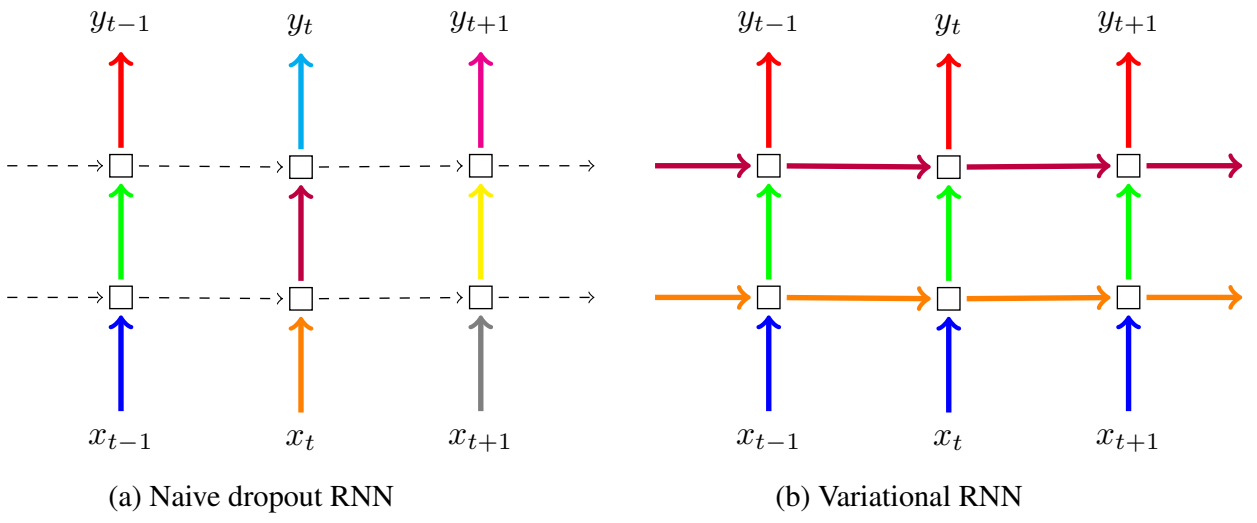 y_{t−1} y_t y_{t+1} y_{t−1} y_t y_{t+1}
x_{t−1} x_t x_{t+1} x_{t−1} x_t x_{t+1}
(a) Naive dropout RNN (b) Variational RNN